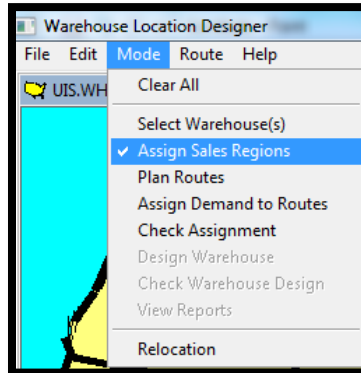 Warehouse Location Designer
File Edit Mode Route Help
UIS.WH
Clear All
Select Warehouse(s)
Assign Sales Regions
Plan Routes
Assign Demand to Routes
Check Assignment
Design Warehouse
Check Warehouse Design
View Reports
Relocation